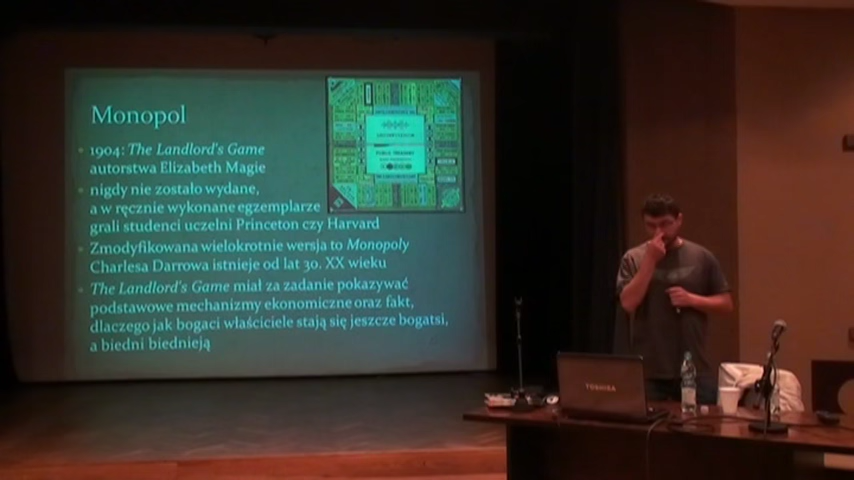 Monopol
1904: The Landlord's Game
autorstwa Elizabeth Magie
nigdy nie zostało wydane,
a w ręcznie wykonane egzemplarze
grali studenci uczelni Princeton czy Harvard
Zmodyfikowana wielokrotnie wersja to Monopoly
Charlesa Darrowa istnieje od lat 30. XX wieku
The Landlord's Game miał za zadanie pokazywać
podstawowe mechanizmy ekonomiczne oraz fakt,
dlaczego jak bogaci właściciele stają się jeszcze bogatsi,
a biedni biednieją
TOSHIBA